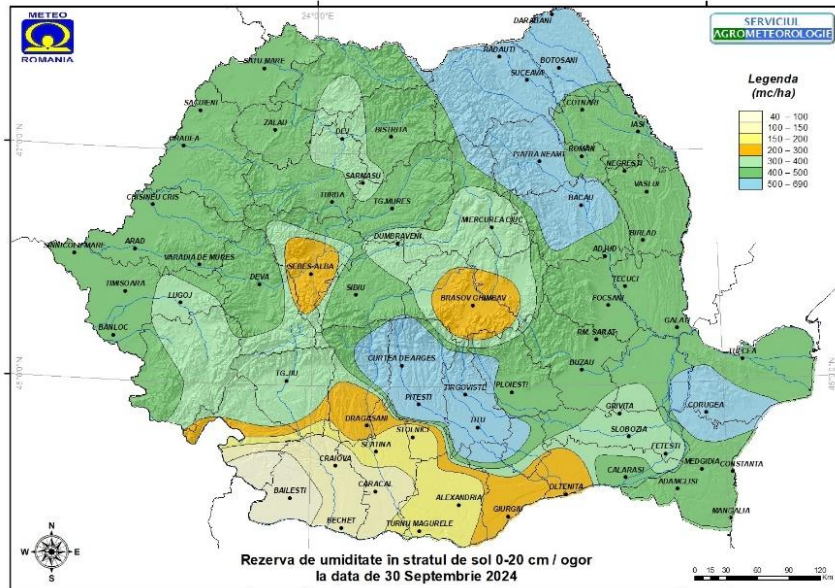 METEO
ROMANIA
24°0'0"E
SERVICIUL
AGROMETEOROLOGIE
Legenda
(mc/ha)
40 – 100
100 – 150
150 – 200
200 – 300
300 – 400
400 – 500
500 – 690
DARABANI
RADAUTI
BOTOSANI
SUCEAVA
SATU MARE
COTNARI
SACUIENI
IASI
ZALAU
DEJ
BISTRITA
ORADEA
ROMAN
PIATRA NEAMT
NEGRESTI
SARMASU
VASLUI
TURDA
TG.MURES
BACAU
CHISINEU CRIS
MIERCUREA CIUC
DUMBRAVENI
BIRLAD
SINNICOLAU MARI
ARAD
ADJUD
VARADIA DE MURES
SEBES-ALBA
DEVA
TIMISOARA
LUGOJ
SIBIU
BRASOV GHIMBAV
TECUCI
FOCSANI
BANLOC
GALATI
RM. SARAT
TULCEA
CURTEA DE ARGES
BUZAU
TG.JIU
TIRGOVISTE
PLOIESTI
PITESTI
CORUGEA
GRIVITA
DRAGASANI
TITU
STOLNICI
SLOBOZIA
SLATINA
FETESTI
CRAIOVA
MEDGIDIA
CONSTANTA
CALARASI
CARACAL
OLTENITA
ADAMCLISI
BAILESTI
ALEXANDRIA
GIURGIU
MANGALIA
BECHET
TURNU MAGURELE
N
W
E
S
Rezerva de umiditate în stratul de sol 0-20 cm / ogor
la data de 30 Septembrie 2024
0 15 30 60 90 120
Km